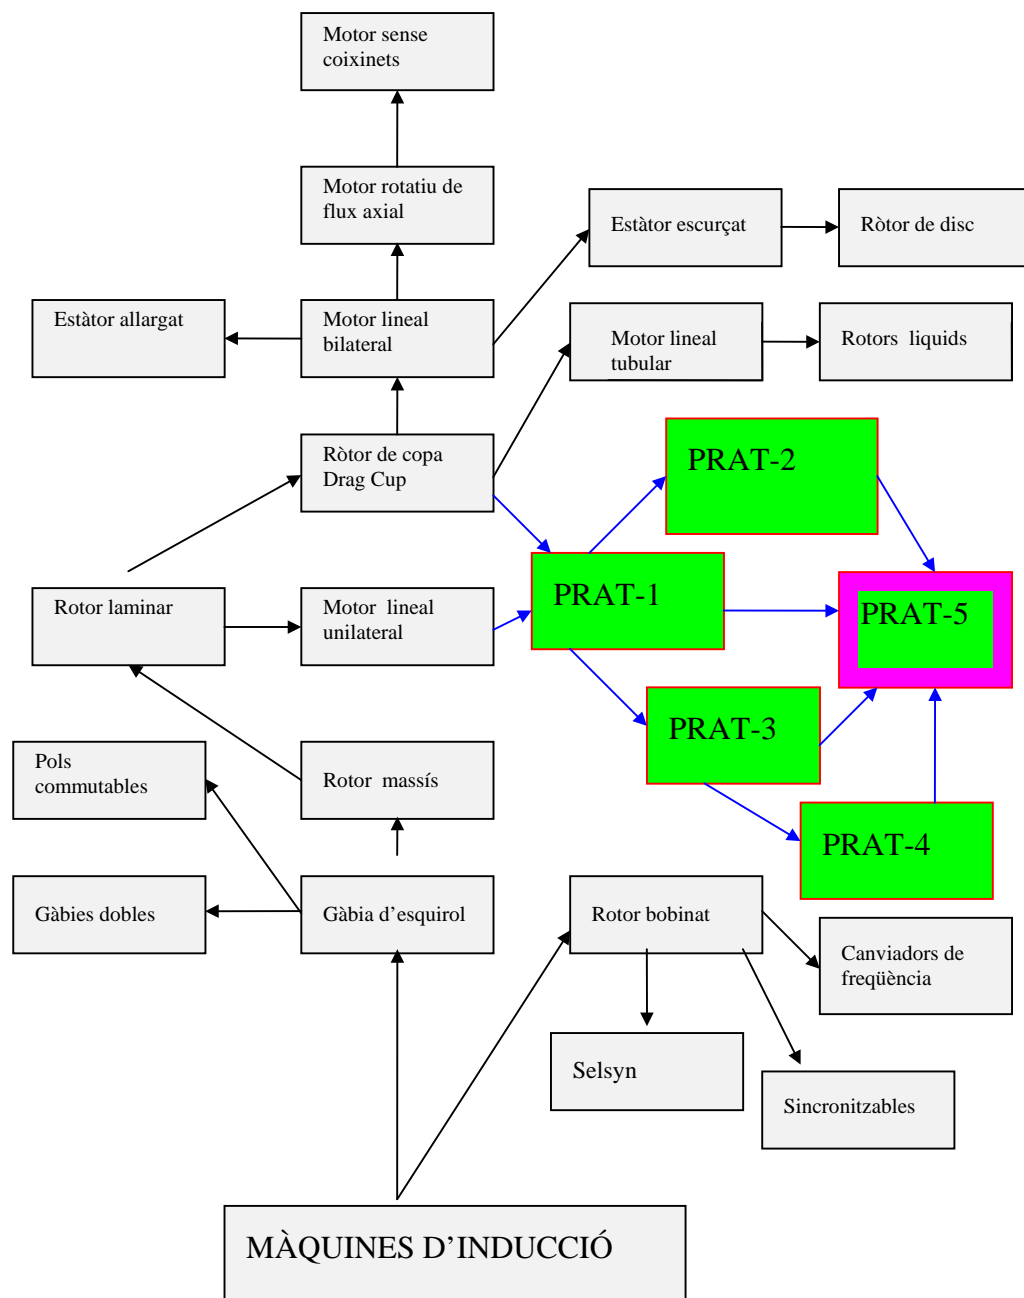 Motor sense
coixinets
Motor rotatiu de
flux axial
Estàtor escurçat
Ròtor de disc
Estàtor allargat
Motor lineal
bilateral
Motor lineal
tubular
Rotors liquids
Ròtor de copa
Drag Cup
PRAT-2
PRAT-1
PRAT-5
Rotor laminar
Motor lineal
unilateral
PRAT-3
Pols
commutables
Rotor massís
PRAT-4
Gàbies dobles
Gàbia d’esquirol
Rotor bobinat
Canviadors de
freqüència
Selsyn
Sincronitzables
MÀQUINES D’INDUCCIÓ